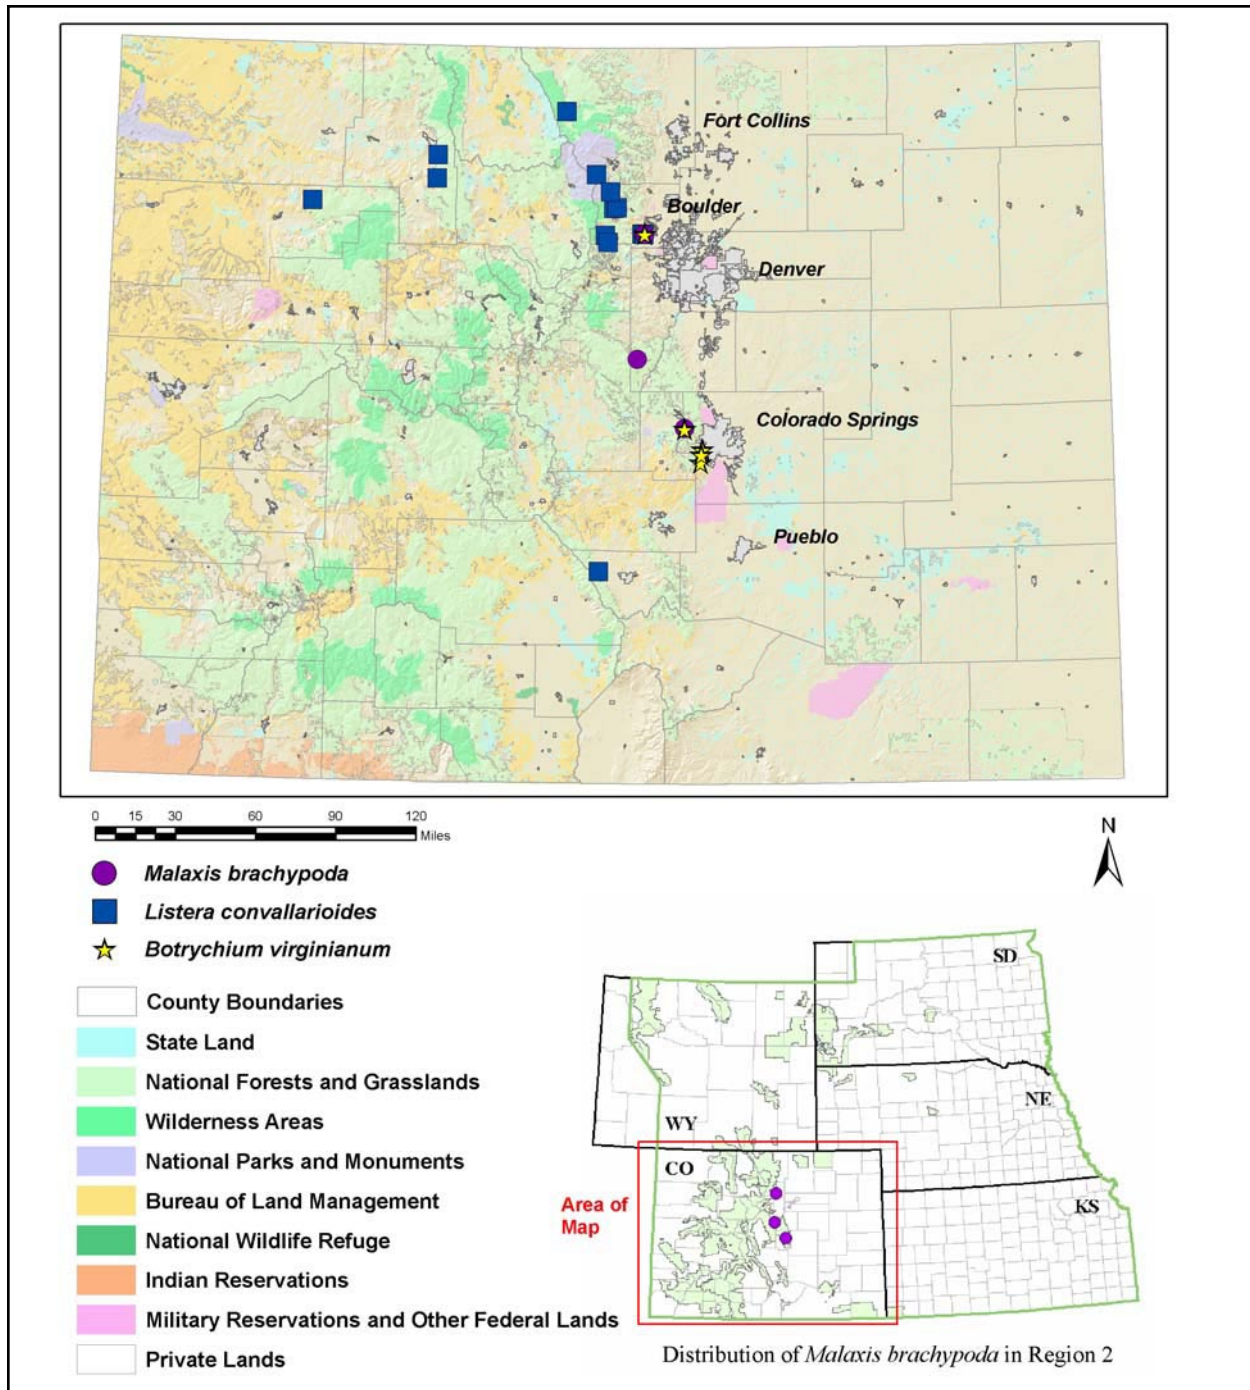 Fort Collins
Boulder
Denver
Colorado Springs
Pueblo
0 15 30 60 90 120
Miles
N
Malaxis brachypoda
Listera convallarioides
Botrychium virginianum
County Boundaries
State Land
National Forests and Grasslands
Wilderness Areas
National Parks and Monuments
Bureau of Land Management
National Wildlife Refuge
Indian Reservations
Military Reservations and Other Federal Lands
Private Lands
SD
NE
WY
CO
KS
Area of
Map
Distribution of Malaxis brachypoda in Region 2